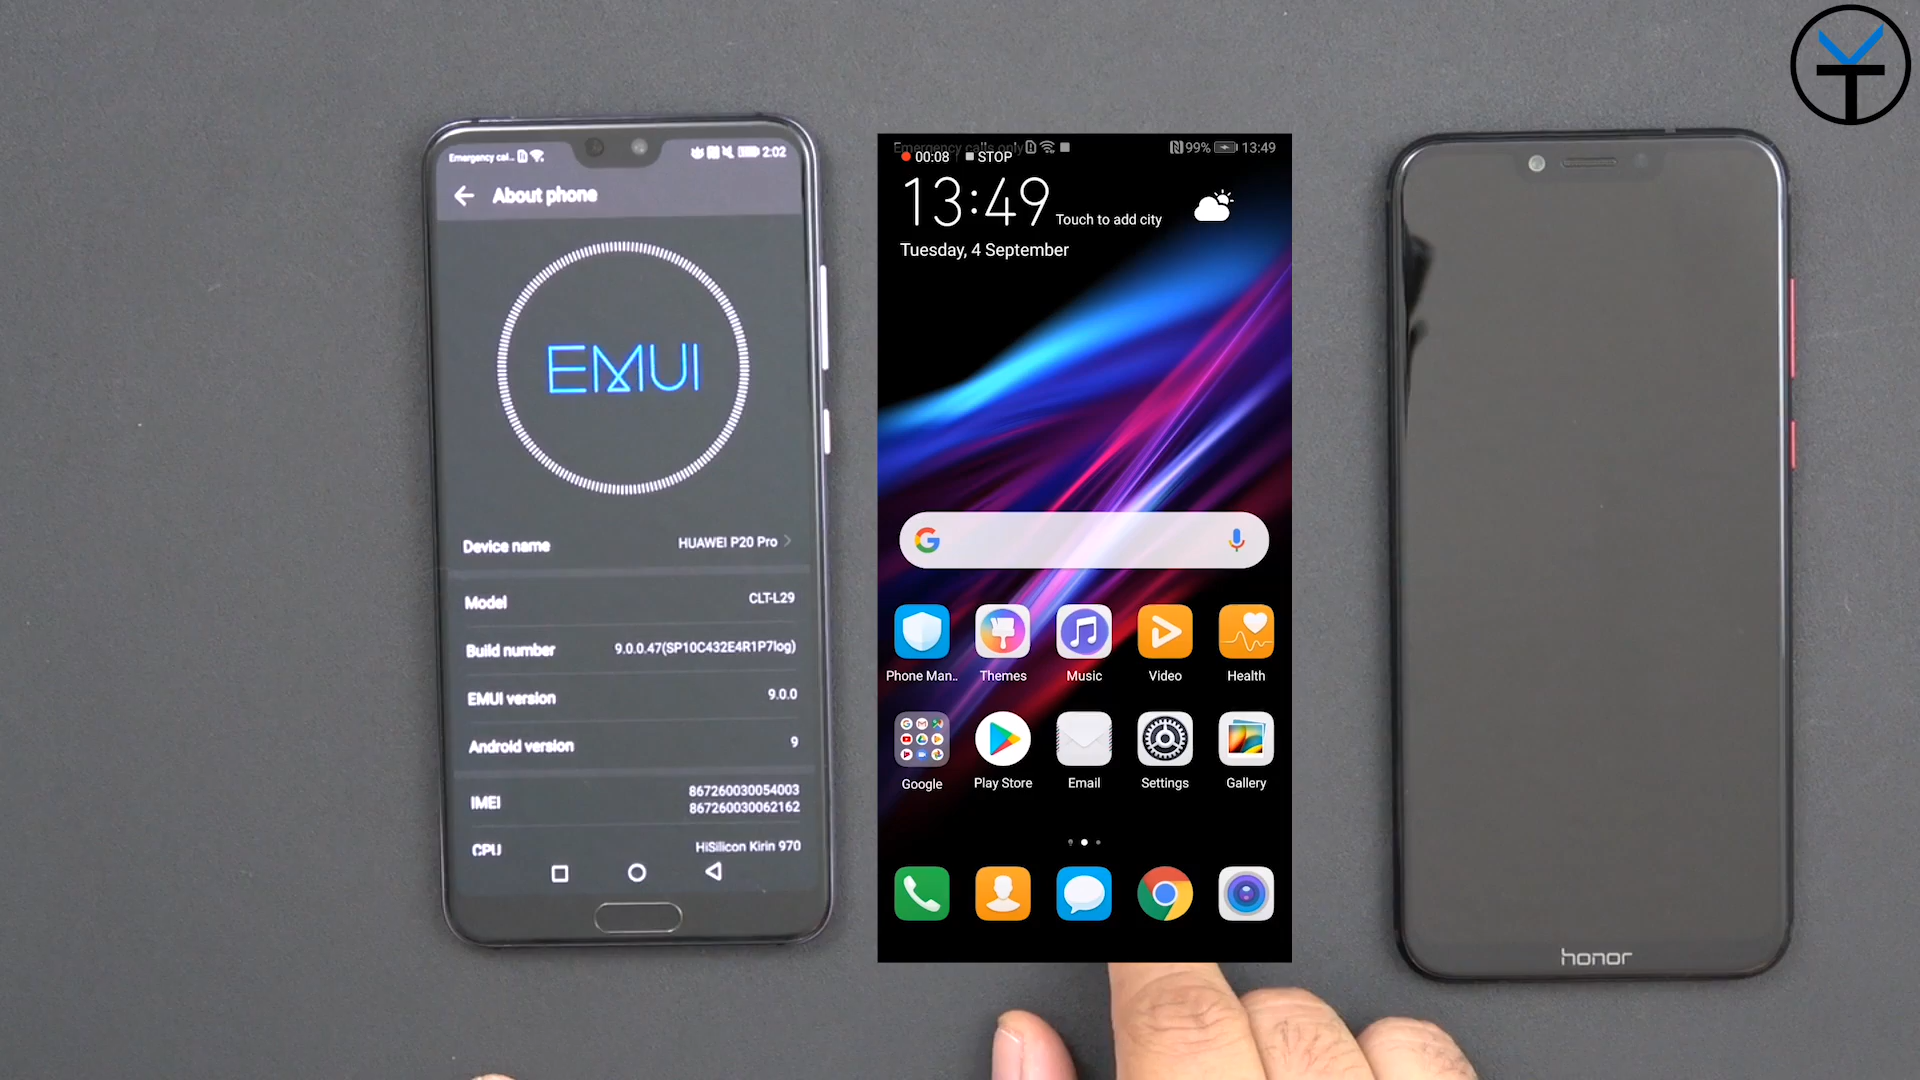 Emergency cal...
2:02
About phone
EMUI
Device name
HUAWEI P20 Pro
Model
CLT-L29
Build number
9.0.0.47(SP10C432E4R1P7log)
EMUI version
9.0.0
Android version
9
IMEI
867260030054003
867260030062162
CPU
HiSilicon Kirin 970
Emergency calls only
99%
13:49
00:08
STOP
13:49
Touch to add city
Tuesday, 4 September
Phone Man..
Themes
Music
Video
Health
Google
Play Store
Email
Settings
Gallery
honor
YT